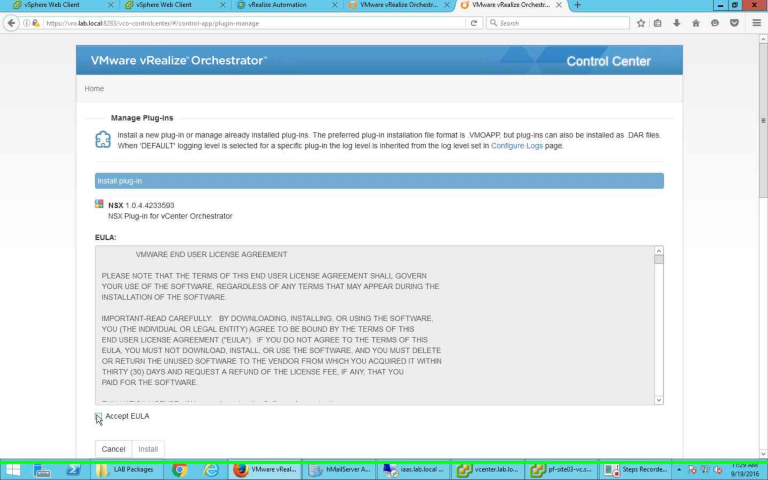 vSphere Web Client
vSphere Web Client
vRealize Automation
VMware vRealize Orchestr...
VMware vRealize Orchestr...
https://vro.lab.local:8283/vco-controlcenter/#/control-app/plugin-manage
Search
VMware vRealize™ Orchestrator™
Control Center
Home
Manage Plug-Ins
Install a new plug-in or manage already installed plug-ins. The preferred plug-in installation file format is .VMOAPP, but plug-ins can also be installed as .DAR files.
When 'DEFAULT' logging level is selected for a specific plug-in the log level is inherited from the log level set in Configure Logs page.
Install plug-in
NSX 1.0.4.4233593
NSX Plug-in for vCenter Orchestrator
EULA:
VMWARE END USER LICENSE AGREEMENT
PLEASE NOTE THAT THE TERMS OF THIS END USER LICENSE AGREEMENT SHALL GOVERN
YOUR USE OF THE SOFTWARE, REGARDLESS OF ANY TERMS THAT MAY APPEAR DURING THE
INSTALLATION OF THE SOFTWARE.
IMPORTANT-READ CAREFULLY: BY DOWNLOADING, INSTALLING, OR USING THE SOFTWARE,
YOU (THE INDIVIDUAL OR LEGAL ENTITY) AGREE TO BE BOUND BY THE TERMS OF THIS
END USER LICENSE AGREEMENT ("EULA"). IF YOU DO NOT AGREE TO THE TERMS OF THIS
EULA, YOU MUST NOT DOWNLOAD, INSTALL, OR USE THE SOFTWARE, AND YOU MUST DELETE
OR RETURN THE UNUSED SOFTWARE TO THE VENDOR FROM WHICH YOU ACQUIRED IT WITHIN
THIRTY (30) DAYS AND REQUEST A REFUND OF THE LICENSE FEE, IF ANY, THAT YOU
PAID FOR THE SOFTWARE.
Accept EULA
Cancel
Install
LAB Packages
VMware vReal...
hMailServer A...
iaas.lab.local ...
vcenter.lab.lo...
pf-site03-vc.s...
Steps Recorde...
11:29 AM
9/19/2016